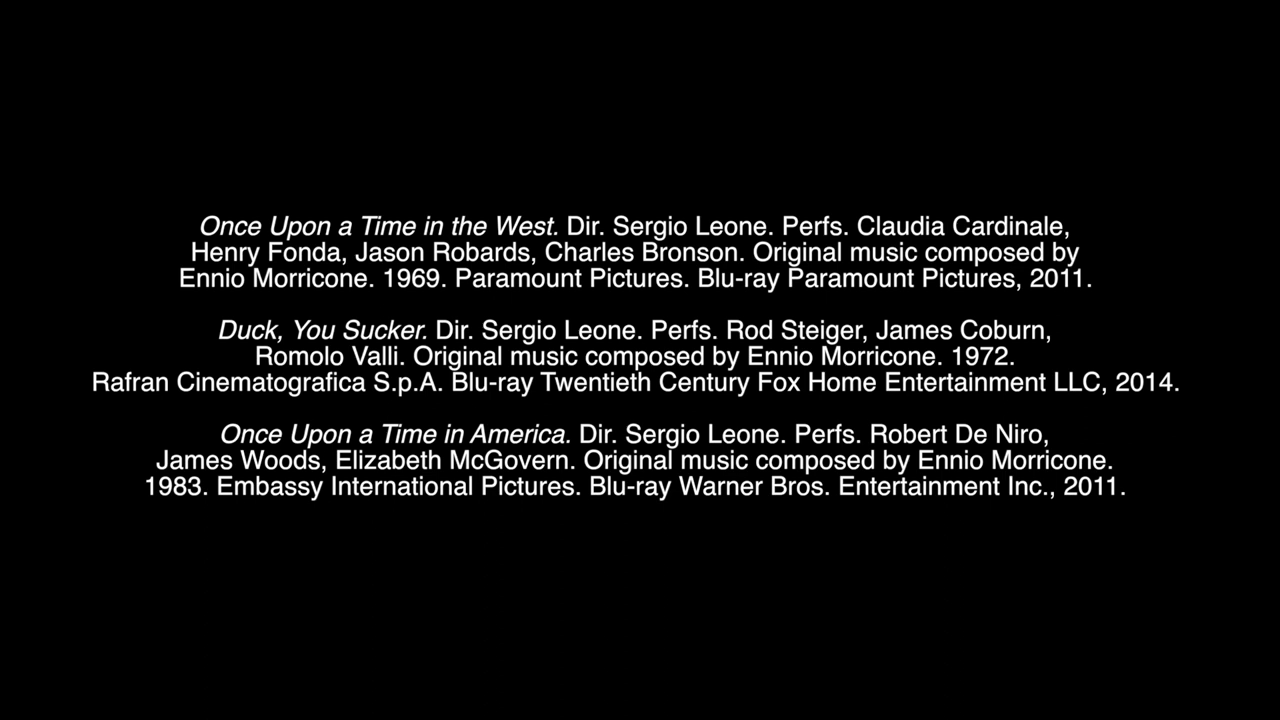 Once Upon a Time in the West. Dir. Sergio Leone. Perfs. Claudia Cardinale,
Henry Fonda, Jason Robards, Charles Bronson. Original music composed by
Ennio Morricone. 1969. Paramount Pictures. Blu-ray Paramount Pictures, 2011.
Duck, You Sucker. Dir. Sergio Leone. Perfs. Rod Steiger, James Coburn,
Romolo Valli. Original music composed by Ennio Morricone. 1972.
Rafran Cinematografica S.p.A. Blu-ray Twentieth Century Fox Home Entertainment LLC, 2014.
Once Upon a Time in America. Dir. Sergio Leone. Perfs. Robert De Niro,
James Woods, Elizabeth McGovern. Original music composed by Ennio Morricone.
1983. Embassy International Pictures. Blu-ray Warner Bros. Entertainment Inc., 2011.